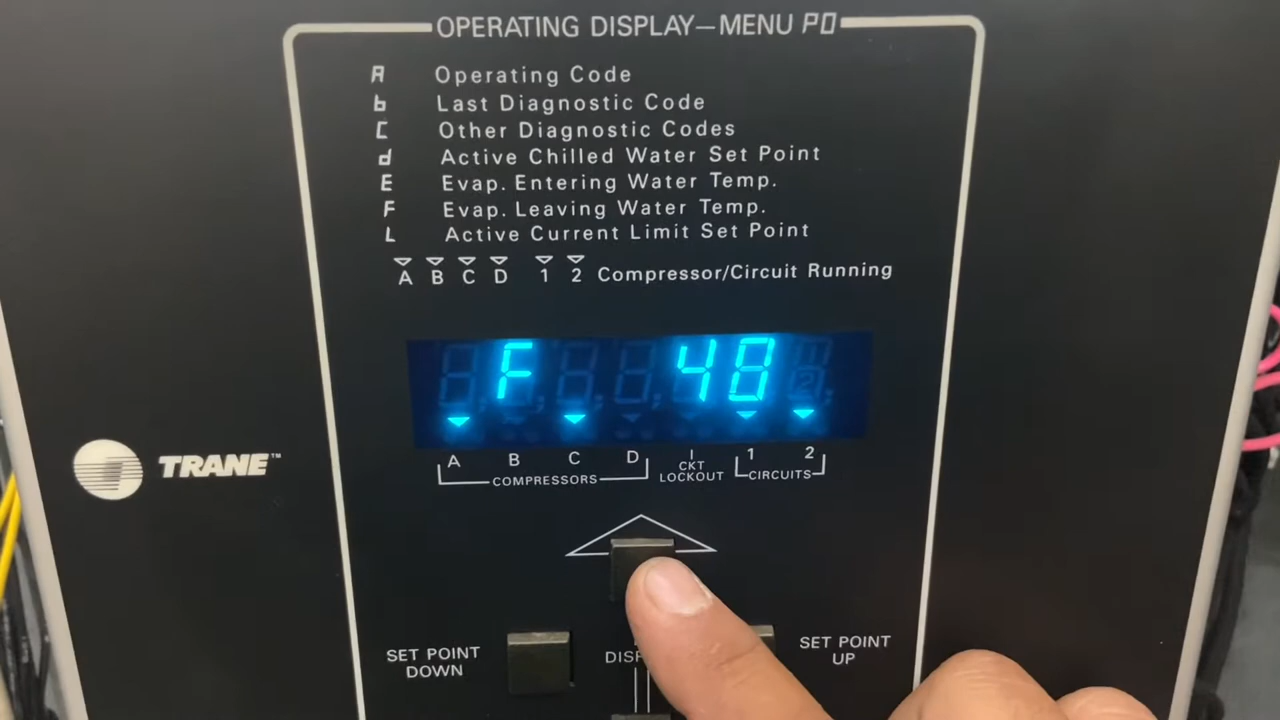 OPERATING DISPLAY—MENU P0
A Operating Code
b Last Diagnostic Code
C Other Diagnostic Codes
d Active Chilled Water Set Point
E Evap. Entering Water Temp.
F Evap. Leaving Water Temp.
L Active Current Limit Set Point
A B C D 1 2 Compressor/Circuit Running
F 48
A B C D 1 2
CKT
LOCKOUT
COMPRESSORS CIRCUITS
TRANE™
SET POINT
DOWN
SET POINT
UP